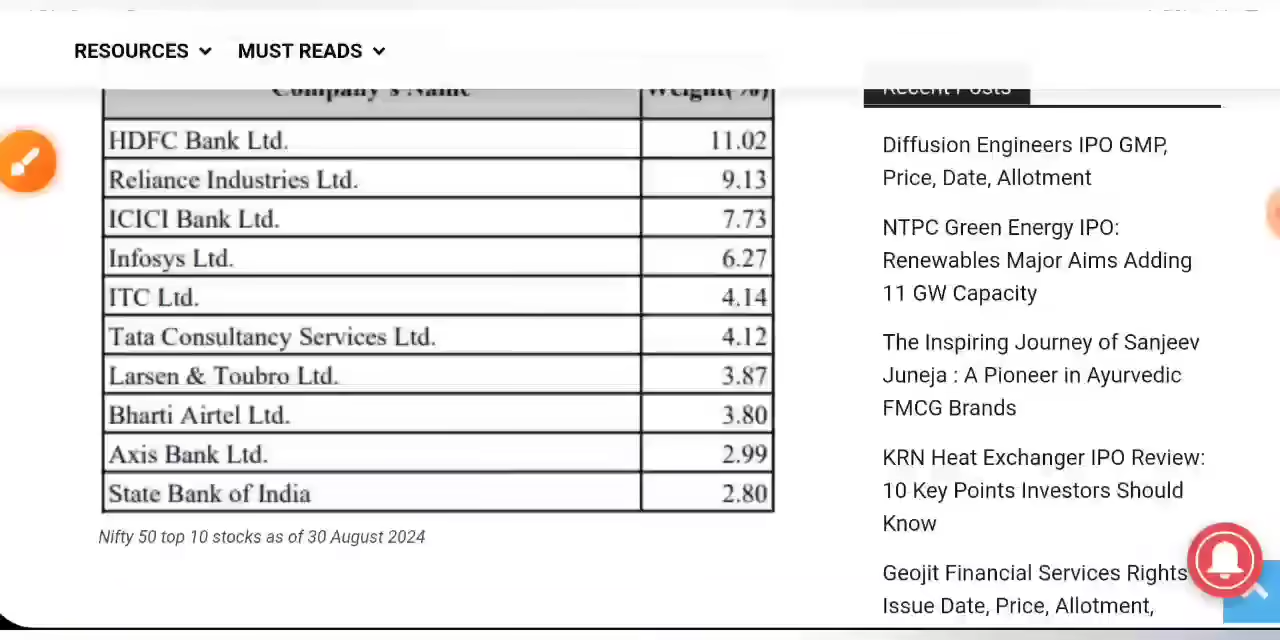 RESOURCES MUST READS
Company's Name Weight(%)
HDFC Bank Ltd. 11.02
Reliance Industries Ltd. 9.13
ICICI Bank Ltd. 7.73
Infosys Ltd. 6.27
ITC Ltd. 4.14
Tata Consultancy Services Ltd. 4.12
Larsen & Toubro Ltd. 3.87
Bharti Airtel Ltd. 3.80
Axis Bank Ltd. 2.99
State Bank of India 2.80
Nifty 50 top 10 stocks as of 30 August 2024
Recent Posts
Diffusion Engineers IPO GMP,
Price, Date, Allotment
NTPC Green Energy IPO:
Renewables Major Aims Adding
11 GW Capacity
The Inspiring Journey of Sanjeev
Juneja : A Pioneer in Ayurvedic
FMCG Brands
KRN Heat Exchanger IPO Review:
10 Key Points Investors Should
Know
Geojit Financial Services Rights
Issue Date, Price, Allotment,